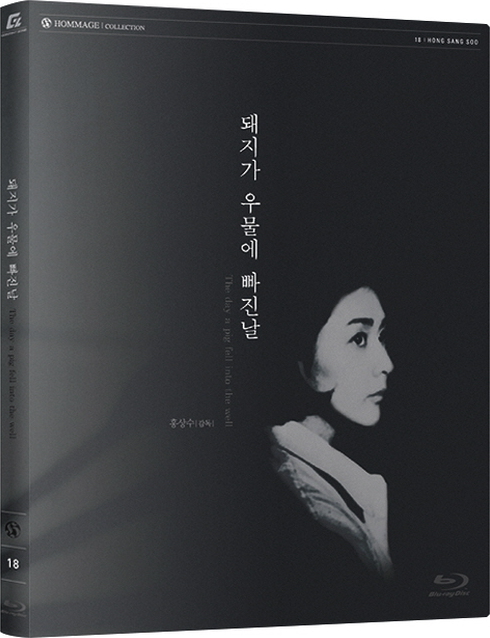 HOMMAGE | COLLECTION
18 | HONG SANG SOO
돼지가 우물에 빠진날
The day a pig fell into the well
홍상수|감독|
Blu-ray Disc
돼지가 우물에 빠진날
The day a pig fell into the well
18